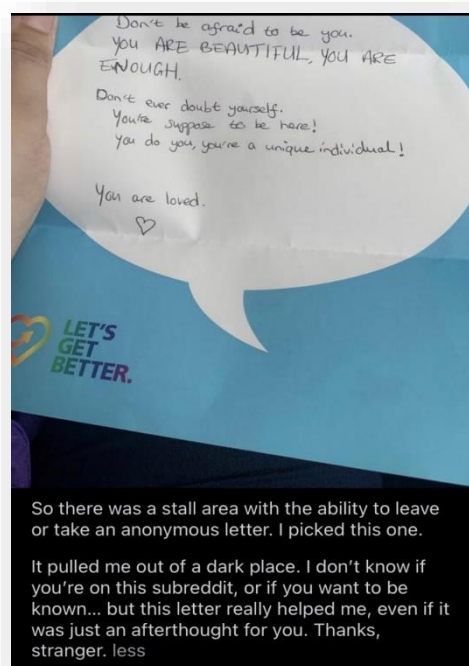 Don't be afraid to be you.
YOU ARE BEAUTIFUL, YOU ARE
ENOUGH.
Don't ever doubt yourself.
You're suppose to be here!
You do you, you're a unique individual!
You are loved.
LET'S
GET
BETTER.
So there was a stall area with the ability to leave
or take an anonymous letter. I picked this one.
It pulled me out of a dark place. I don't know if
you're on this subreddit, or if you want to be
known... but this letter really helped me, even if it
was just an afterthought for you. Thanks,
stranger. less